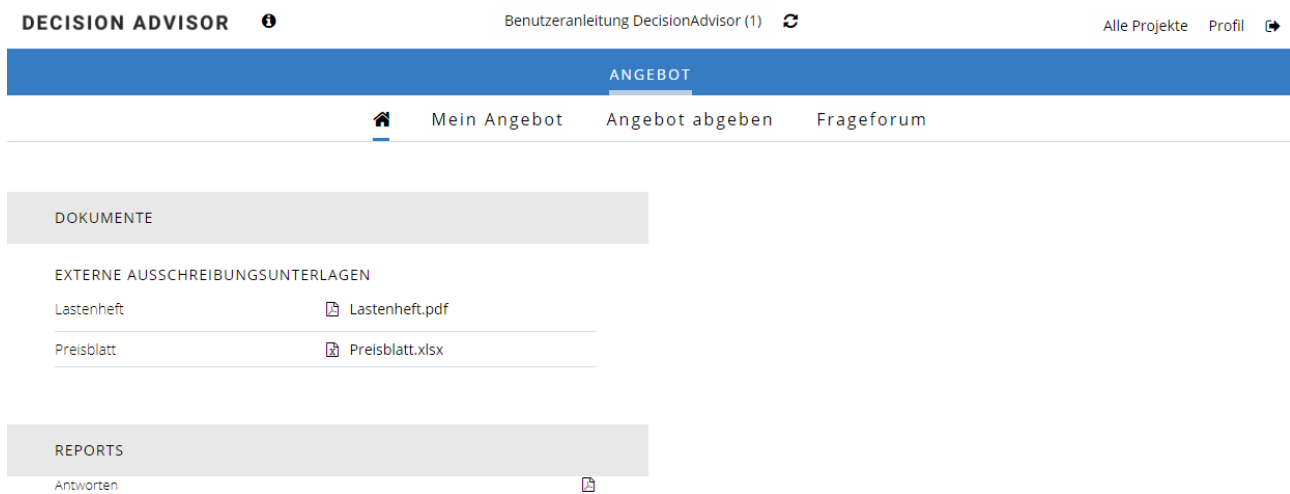 DECISION ADVISOR Benutzeranleitung DecisionAdvisor (1) Alle Projekte Profil
ANGEBOT
Mein Angebot Angebot abgeben Frageforum
DOKUMENTE
EXTERNE AUSSCHREIBUNGSUNTERLAGEN
Lastenheft Lastenheft.pdf
Preisblatt Preisblatt.xlsx
REPORTS
Antworten